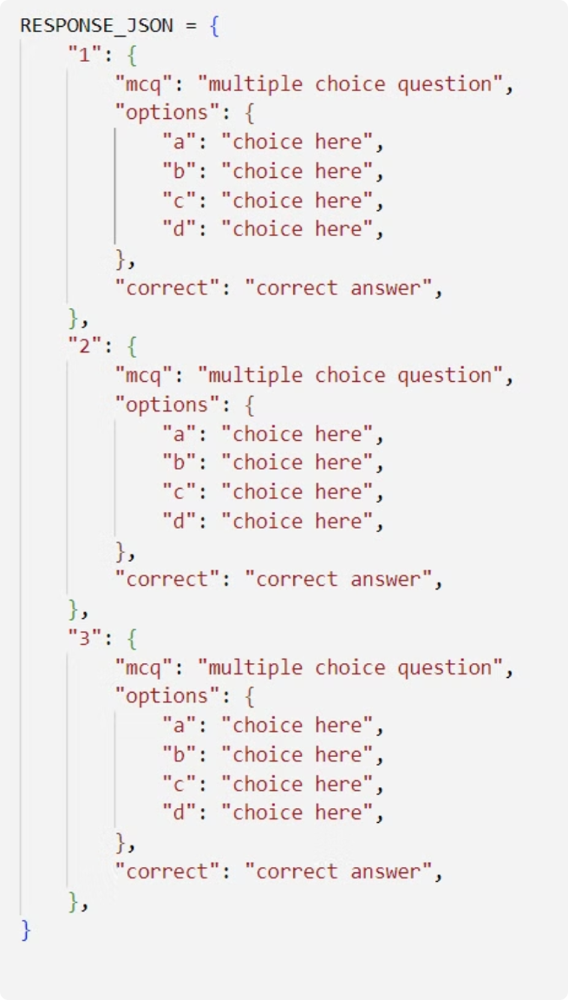 RESPONSE_JSON = {
    "1": {
        "mcq": "multiple choice question",
        "options": {
            "a": "choice here",
            "b": "choice here",
            "c": "choice here",
            "d": "choice here",
        },
        "correct": "correct answer",
    },
    "2": {
        "mcq": "multiple choice question",
        "options": {
            "a": "choice here",
            "b": "choice here",
            "c": "choice here",
            "d": "choice here",
        },
        "correct": "correct answer",
    },
    "3": {
        "mcq": "multiple choice question",
        "options": {
            "a": "choice here",
            "b": "choice here",
            "c": "choice here",
            "d": "choice here",
        },
        "correct": "correct answer",
    },
}